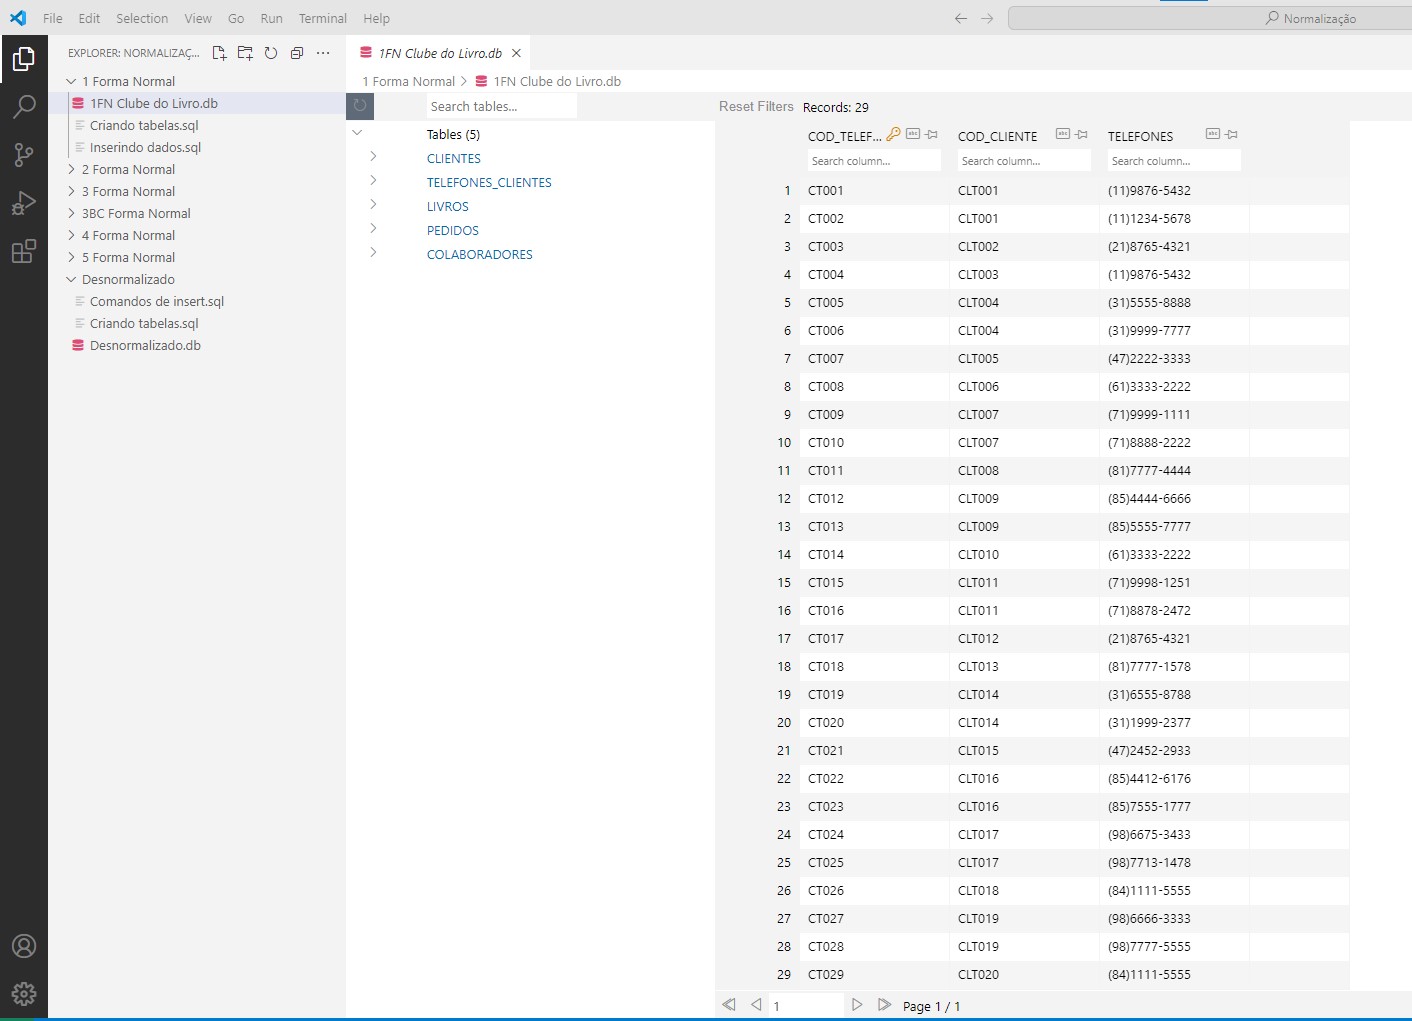 File Edit Selection View Go Run Terminal Help
Normalização
EXPLORER: NORMALIZAÇ...
1 Forma Normal
1FN Clube do Livro.db
Criando tabelas.sql
Inserindo dados.sql
2 Forma Normal
3 Forma Normal
3BC Forma Normal
4 Forma Normal
5 Forma Normal
Desnormalizado
Comandos de insert.sql
Criando tabelas.sql
Desnormalizado.db
1FN Clube do Livro.db
1 Forma Normal > 1FN Clube do Livro.db
Search tables...
Tables (5)
CLIENTES
TELEFONES_CLIENTES
LIVROS
PEDIDOS
COLABORADORES
Reset Filters Records: 29
COD_TELEF... COD_CLIENTE TELEFONES
Search column... Search column... Search column...
1 CT001 CLT001 (11)9876-5432
2 CT002 CLT001 (11)1234-5678
3 CT003 CLT002 (21)8765-4321
4 CT004 CLT003 (11)9876-5432
5 CT005 CLT004 (31)5555-8888
6 CT006 CLT004 (31)9999-7777
7 CT007 CLT005 (47)2222-3333
8 CT008 CLT006 (61)3333-2222
9 CT009 CLT007 (71)9999-1111
10 CT010 CLT007 (71)8888-2222
11 CT011 CLT008 (81)7777-4444
12 CT012 CLT009 (85)4444-6666
13 CT013 CLT009 (85)5555-7777
14 CT014 CLT010 (61)3333-2222
15 CT015 CLT011 (71)9998-1251
16 CT016 CLT011 (71)8878-2472
17 CT017 CLT012 (21)8765-4321
18 CT018 CLT013 (81)7777-1578
19 CT019 CLT014 (31)6555-8788
20 CT020 CLT014 (31)1999-2377
21 CT021 CLT015 (47)2452-2933
22 CT022 CLT016 (85)4412-6176
23 CT023 CLT016 (85)7555-1777
24 CT024 CLT017 (98)6675-3433
25 CT025 CLT017 (98)7713-1478
26 CT026 CLT018 (84)1111-5555
27 CT027 CLT019 (98)6666-3333
28 CT028 CLT019 (98)7777-5555
29 CT029 CLT020 (84)1111-5555
1 Page 1 / 1